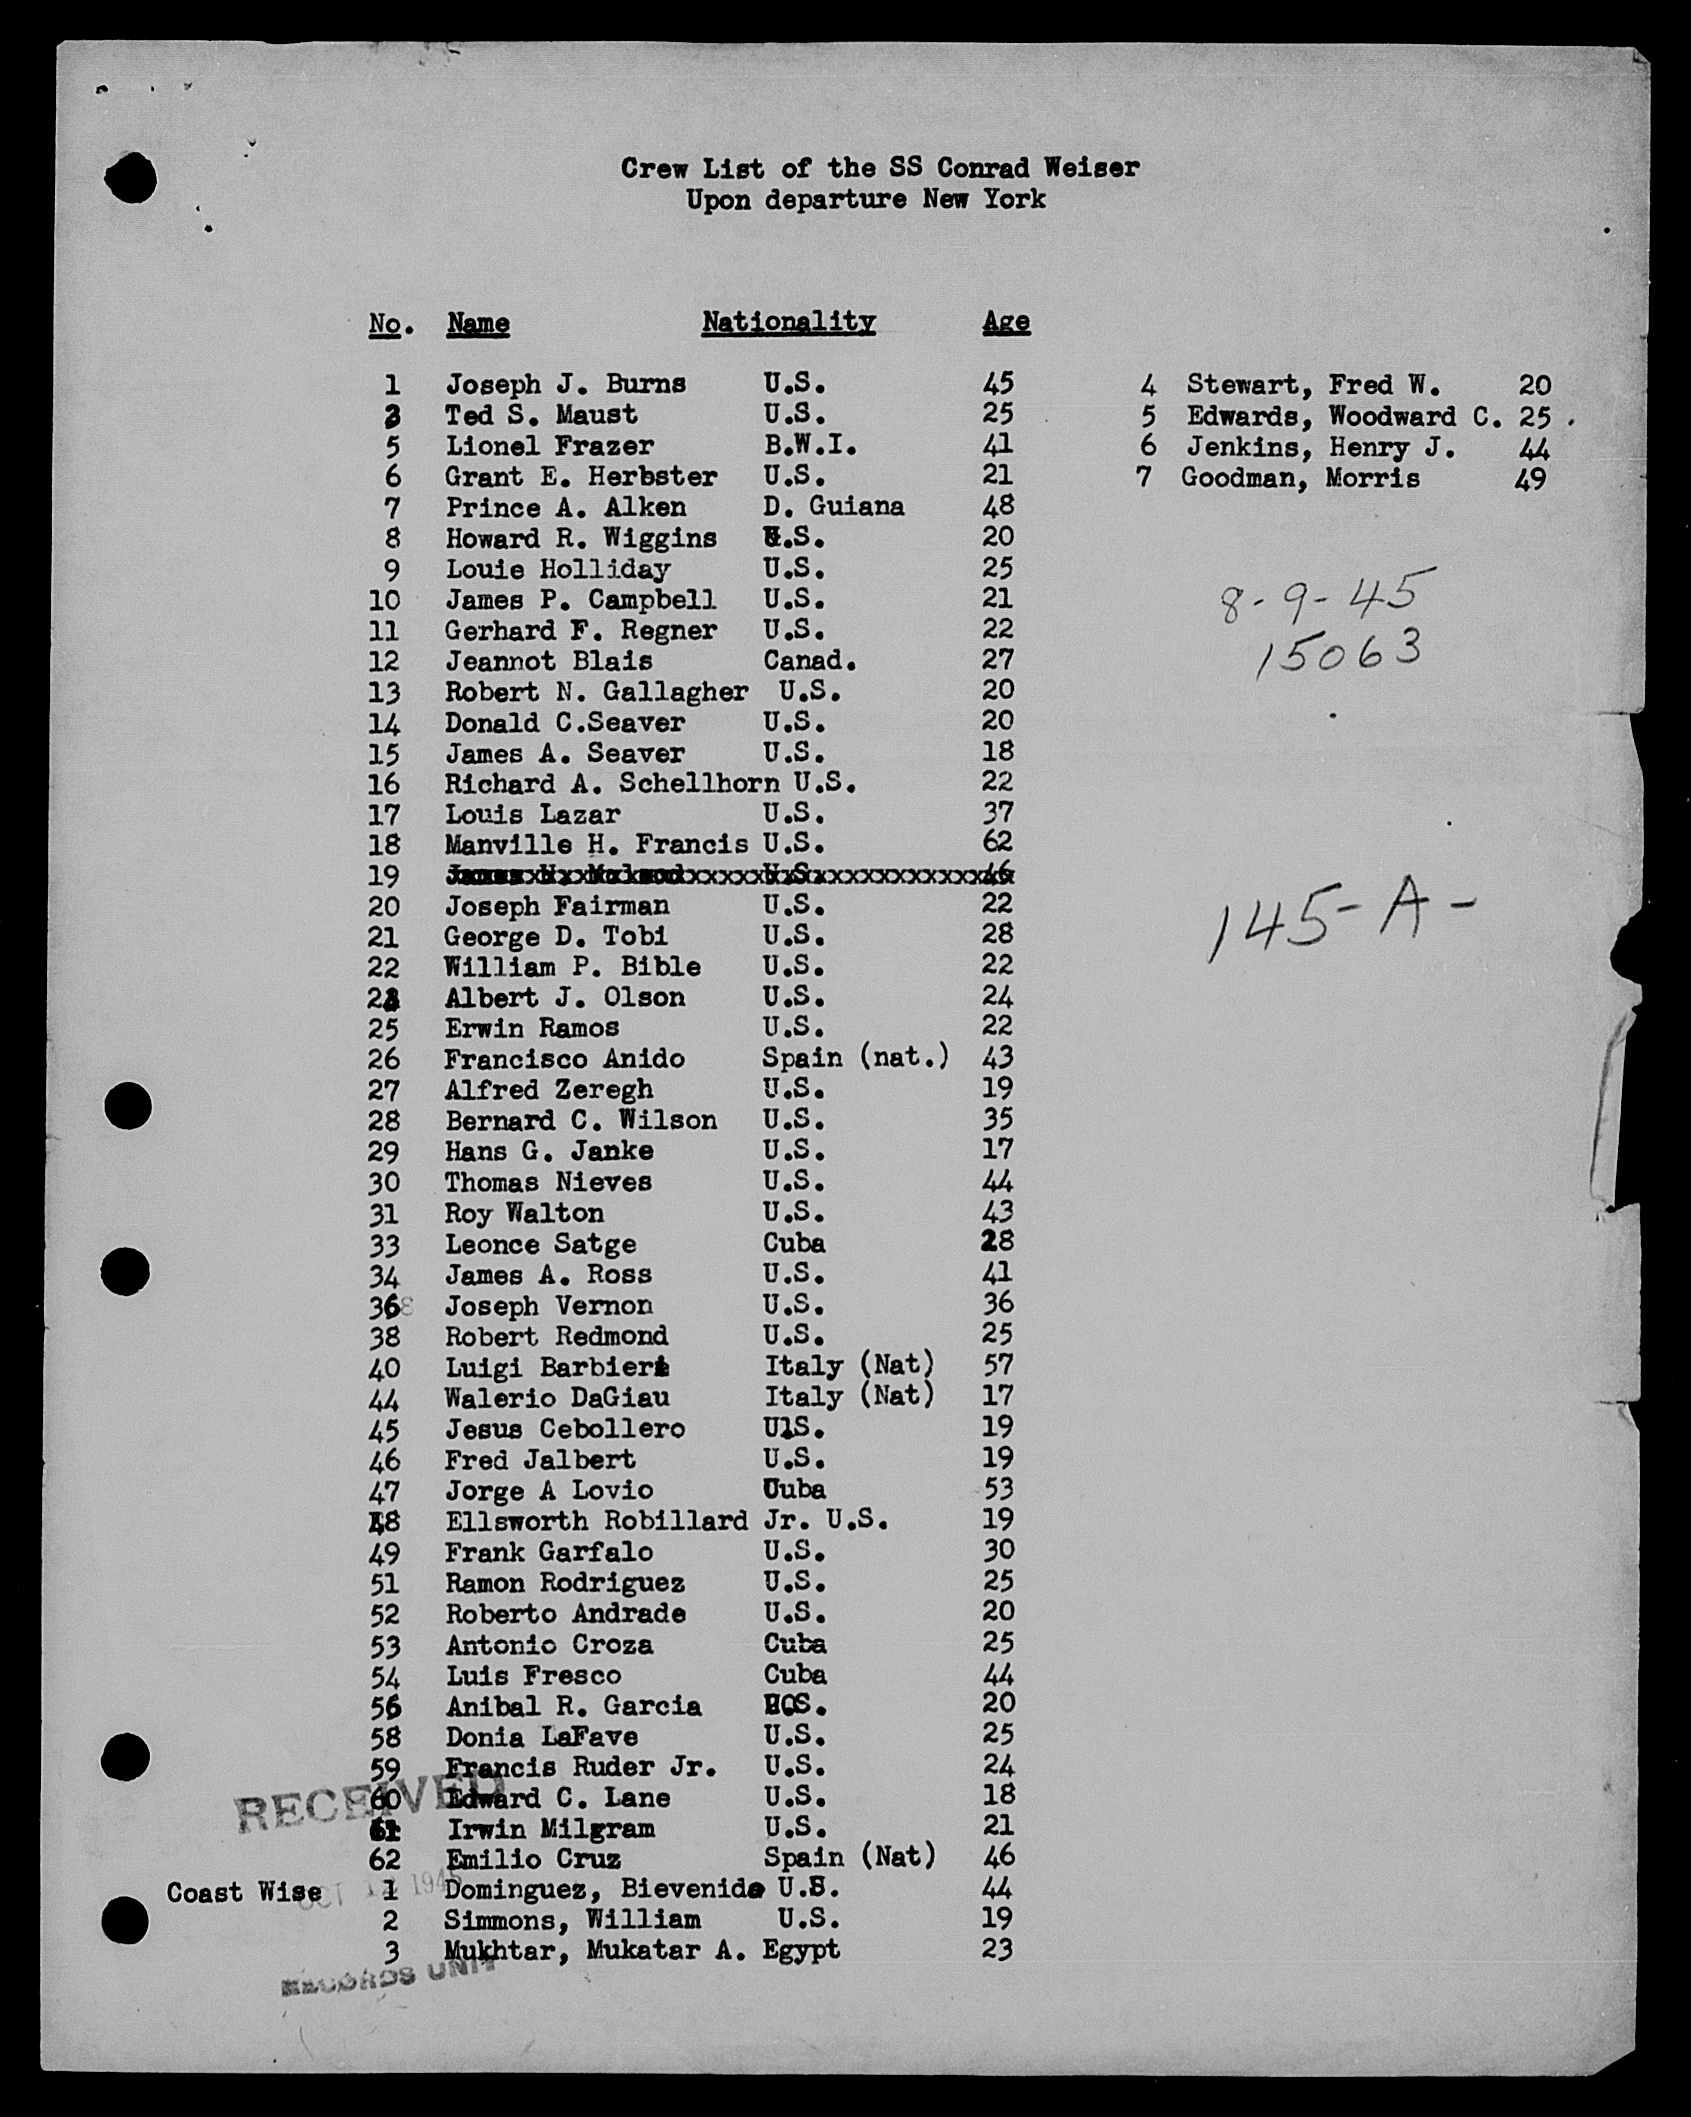 Crew List of the SS Conrad Weiser
Upon departure New York
No. Name Nationality Age
1 Joseph J. Burns U.S. 45
3 Ted S. Maust U.S. 25
5 Lionel Frazer B.W.I. 41
6 Grant E. Herbster U.S. 21
7 Prince A. Alken D. Guiana 48
8 Howard R. Wiggins U.S. 20
9 Louie Holliday U.S. 25
10 James P. Campbell U.S. 21
11 Gerhard F. Regner U.S. 22
12 Jeannot Blais Canad. 27
13 Robert N. Gallagher U.S. 20
14 Donald C.Seaver U.S. 20
15 James A. Seaver U.S. 18
16 Richard A. Schellhorn U.S. 22
17 Louis Lazar U.S. 37
18 Manville H. Francis U.S. 62
19 U.S. 46
20 Joseph Fairman U.S. 22
21 George D. Tobi U.S. 28
22 William P. Bible U.S. 22
23 Albert J. Olson U.S. 24
25 Erwin Ramos U.S. 22
26 Francisco Anido Spain (nat.) 43
27 Alfred Zeregh U.S. 19
28 Bernard C. Wilson U.S. 35
29 Hans G. Janke U.S. 17
30 Thomas Nieves U.S. 44
31 Roy Walton U.S. 43
33 Leonce Satge Cuba 28
34 James A. Ross U.S. 41
36 Joseph Vernon U.S. 36
38 Robert Redmond U.S. 25
40 Luigi Barbieri Italy (Nat) 57
44 Walerio DaGiau Italy (Nat) 17
45 Jesus Cebollero U.S. 19
46 Fred Jalbert U.S. 19
47 Jorge A Lovio Cuba 53
48 Ellsworth Robillard Jr. U.S. 19
49 Frank Garfalo U.S. 30
51 Ramon Rodriguez U.S. 25
52 Roberto Andrade U.S. 20
53 Antonio Croza Cuba 25
54 Luis Fresco Cuba 44
56 Anibal R. Garcia 20
58 Donia LaFave U.S. 25
59 Francis Ruder Jr. U.S. 24
60 Edward C. Lane U.S. 18
61 Irwin Milgram U.S. 21
62 Emilio Cruz Spain (Nat) 46
Coast Wise 1 Dominguez, Bievenido U.S. 44
2 Simmons, William U.S. 19
3 Mukhtar, Mukatar A. Egypt 23
4 Stewart, Fred W. 20
5 Edwards, Woodward C. 25
6 Jenkins, Henry J. 44
7 Goodman, Morris 49
8-9-45
15063
145-A-
RECEIVED
RECORDS UNIT